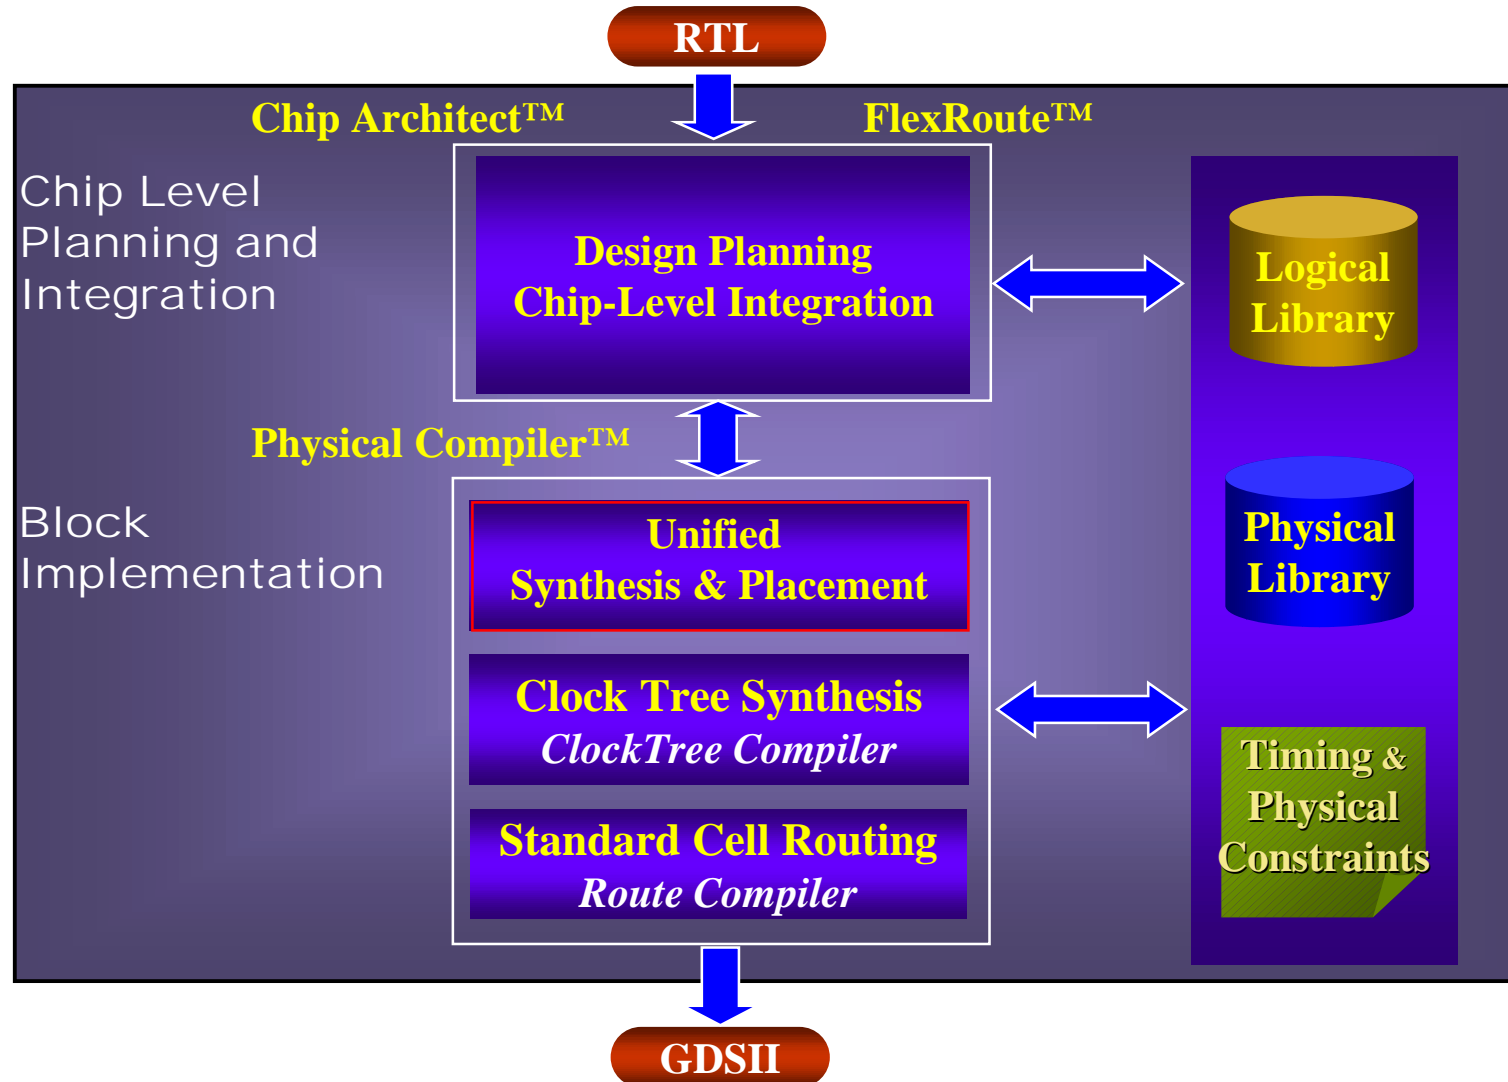 RTL
Chip Architect™
FlexRoute™
Chip Level
Planning and
Integration
Design Planning
Chip-Level Integration
Logical
Library
Physical Compiler™
Block
Implementation
Unified
Synthesis & Placement
Physical
Library
Clock Tree Synthesis
ClockTree Compiler
Timing &
Physical
Constraints
Standard Cell Routing
Route Compiler
GDSII